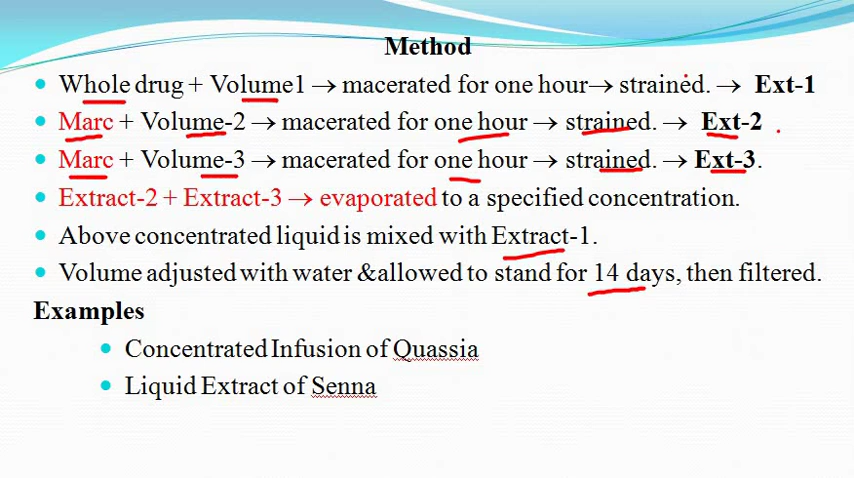 Method
• Whole drug + Volume1 → macerated for one hour→ strained. → Ext-1
• Marc + Volume-2 → macerated for one hour → strained. → Ext-2
• Marc + Volume-3 → macerated for one hour → strained. → Ext-3.
• Extract-2 + Extract-3 → evaporated to a specified concentration.
• Above concentrated liquid is mixed with Extract-1.
• Volume adjusted with water &allowed to stand for 14 days, then filtered.
Examples
• Concentrated Infusion of Quassia
• Liquid Extract of Senna